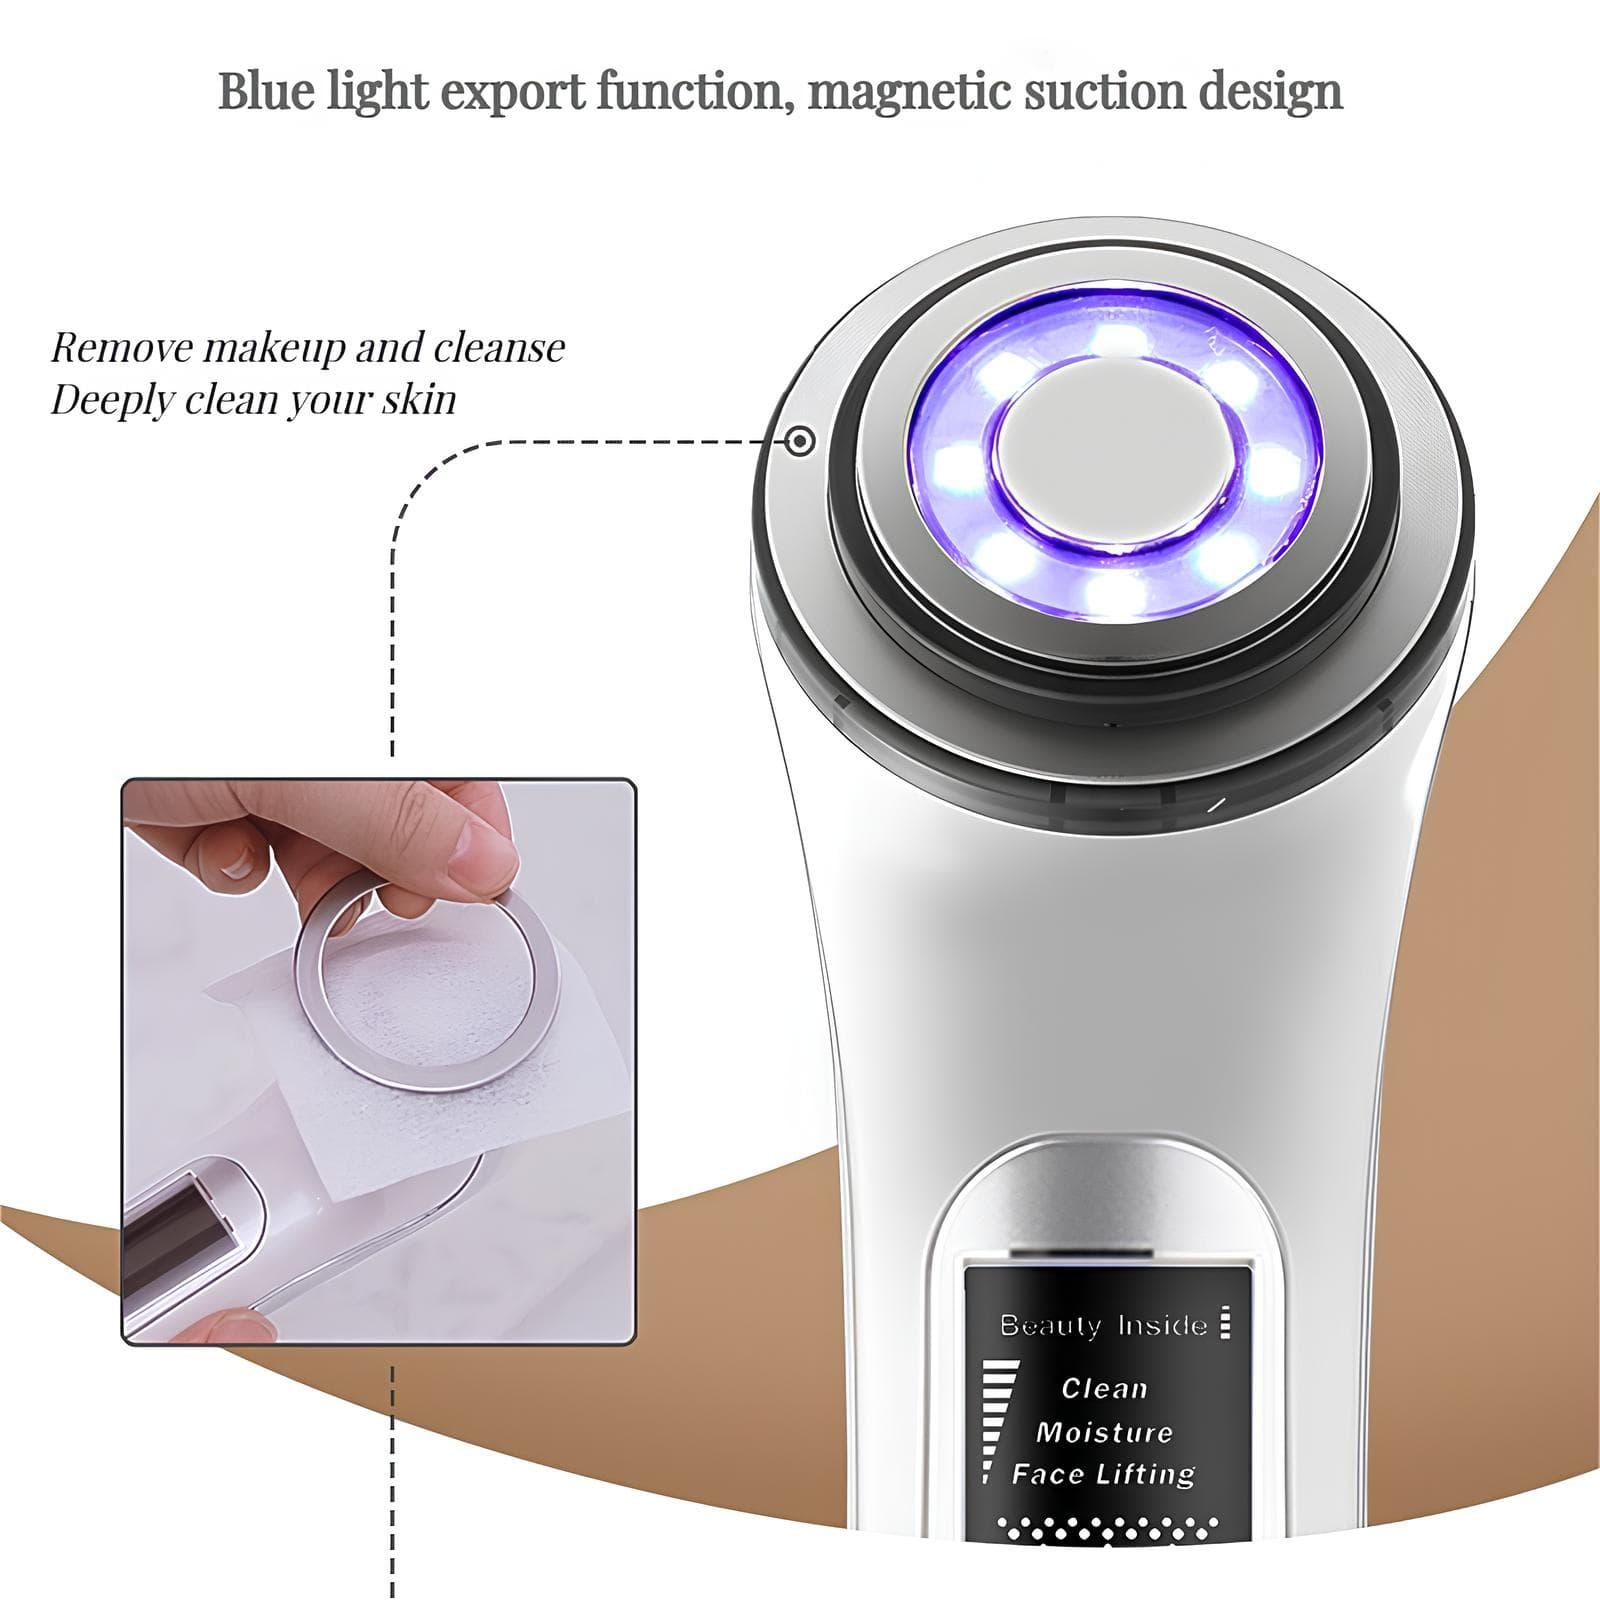 Blue light export function, magnetic suction design
Remove makeup and cleanse
Deeply clean your skin
Beauty Inside
Clean
Moisture
Face Lifting